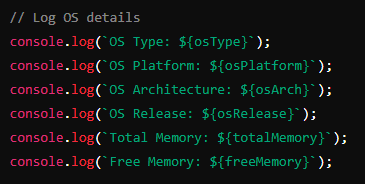 // Log OS details
console.log(`OS Type: ${osType}`);
console.log(`OS Platform: ${osPlatform}`);
console.log(`OS Architecture: ${osArch}`);
console.log(`OS Release: ${osRelease}`);
console.log(`Total Memory: ${totalMemory}`);
console.log(`Free Memory: ${freeMemory}`);